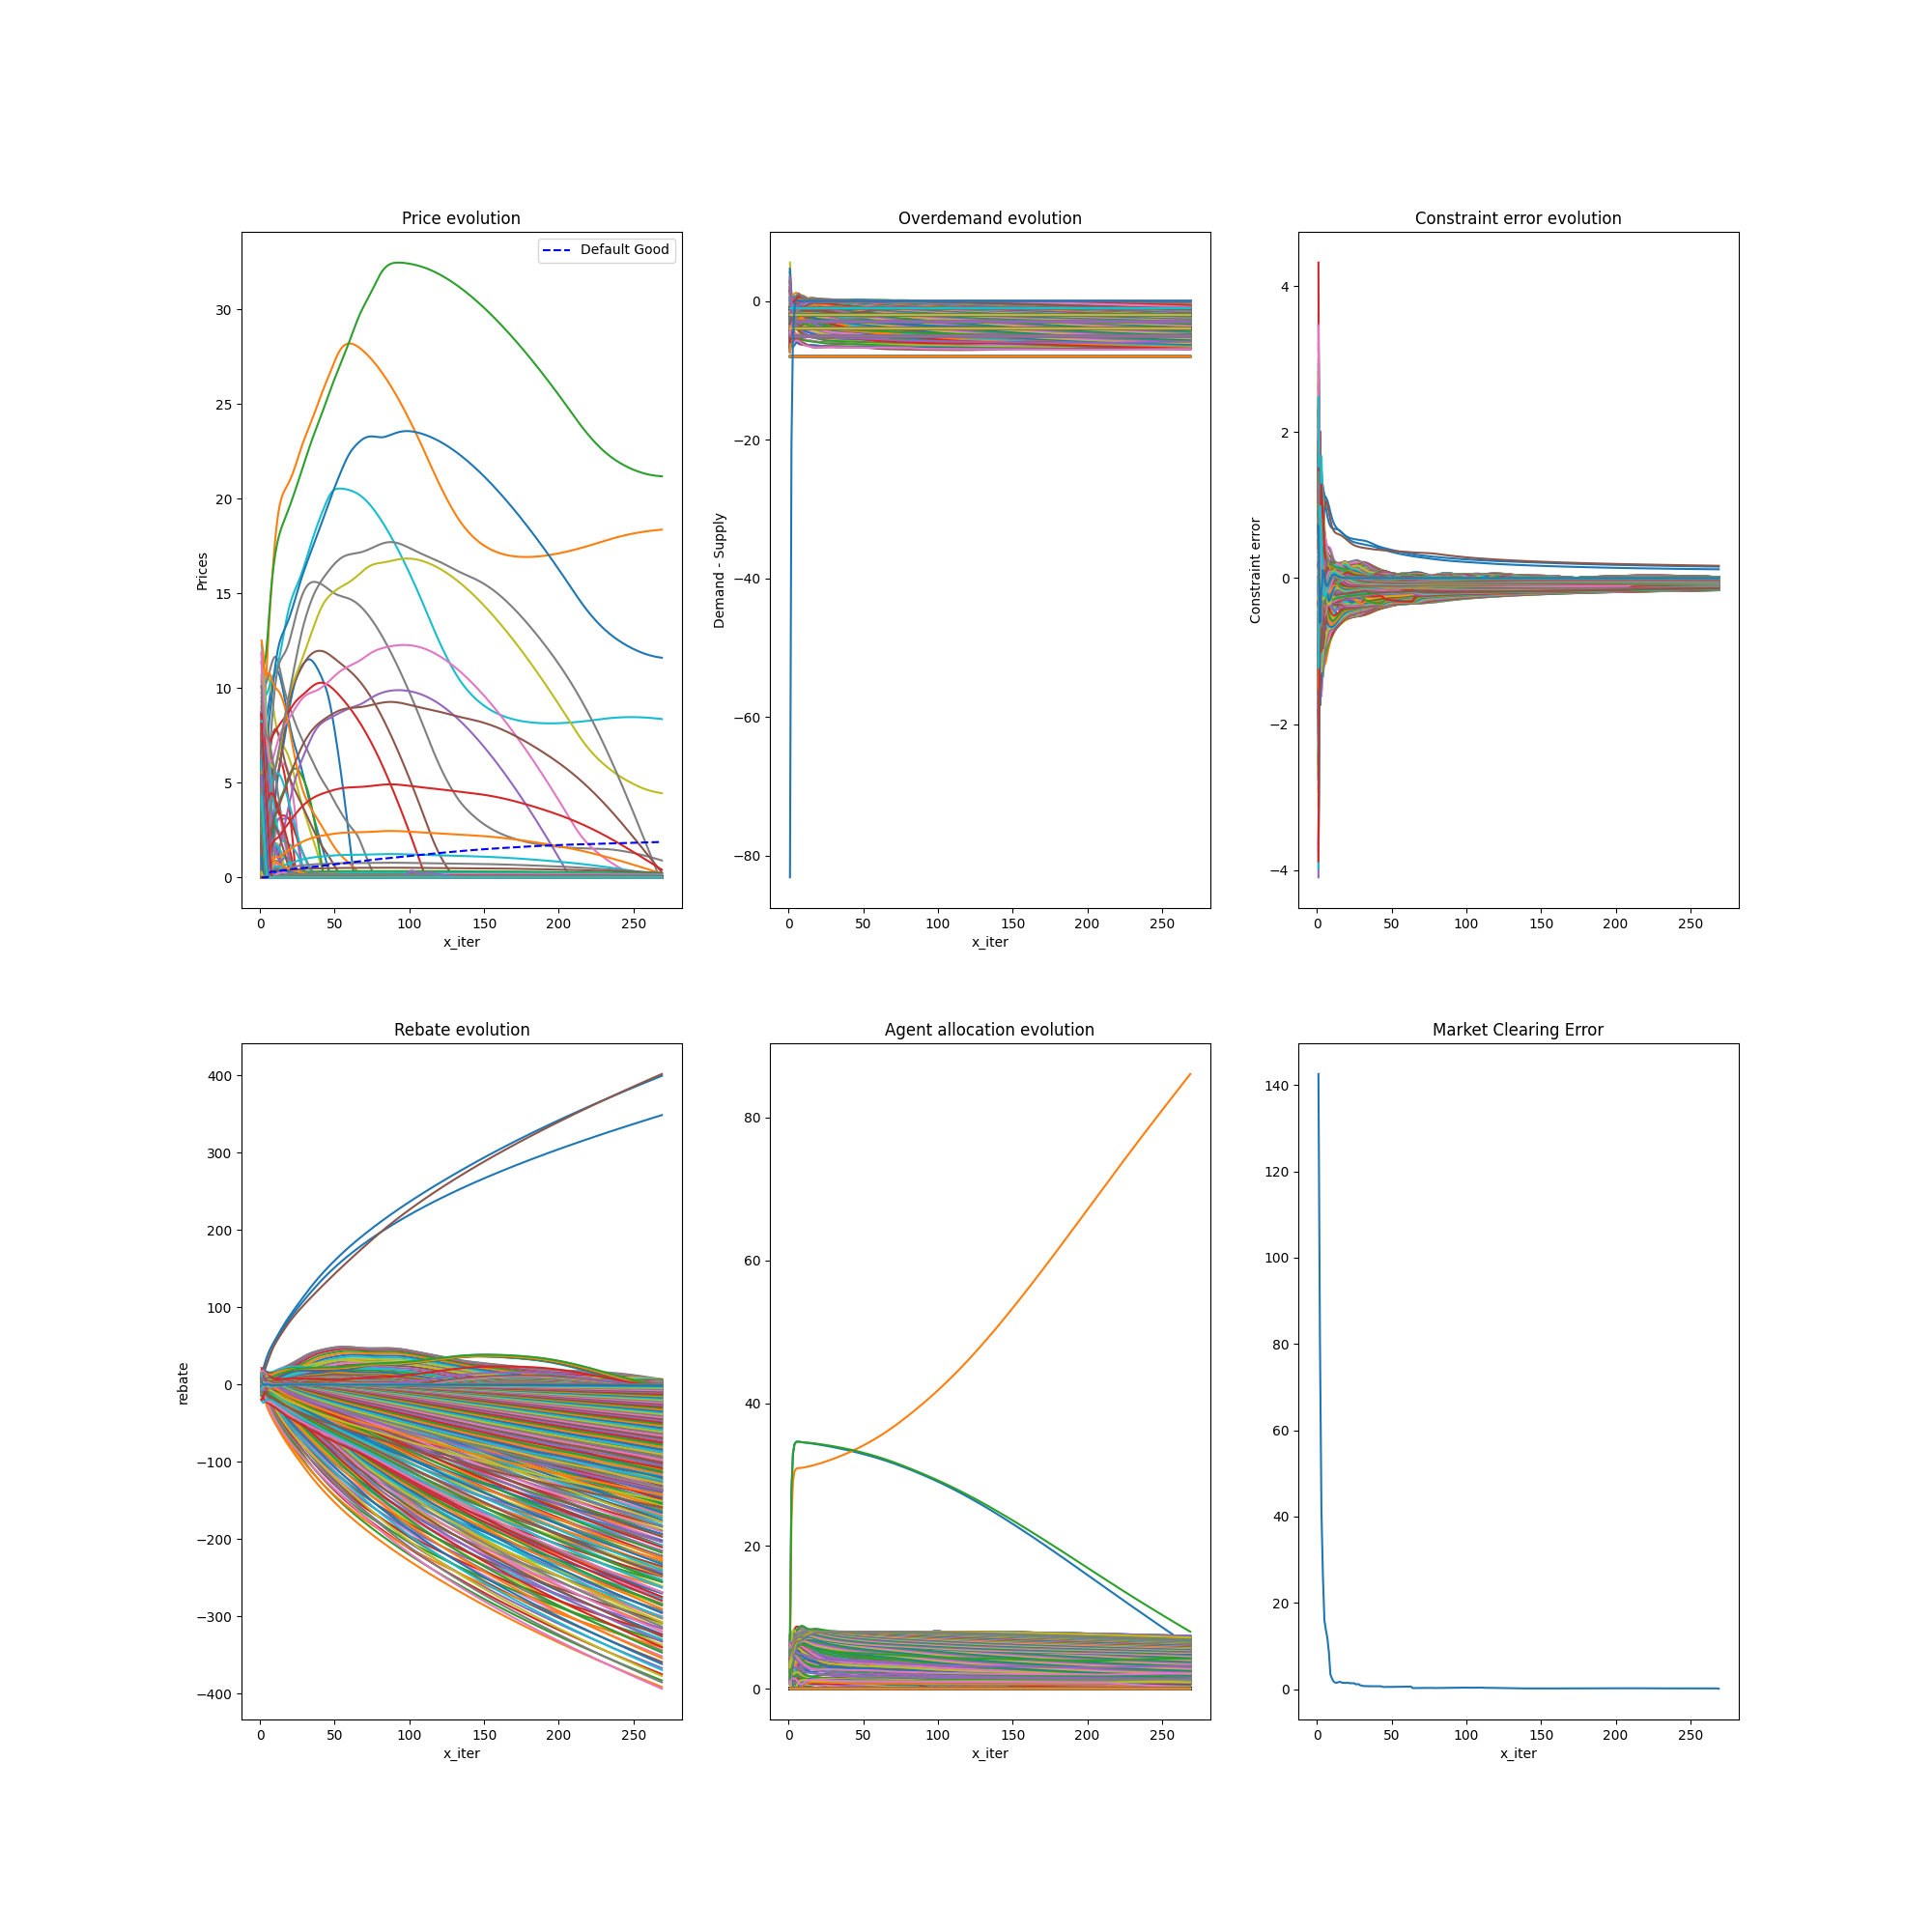 Price evolution
Default Good
Prices
30
25
20
15
10
5
0
0 50 100 150 200 250
x_iter
Overdemand evolution
Demand - Supply
0
−20
−40
−60
−80
0 50 100 150 200 250
x_iter
Constraint error evolution
Constraint error
4
2
0
−2
−4
0 50 100 150 200 250
Rebate evolution
rebate
400
300
200
100
0
−100
−200
−300
−400
0 50 100 150 200 250
x_iter
Agent allocation evolution
80
60
40
20
0
0 50 100 150 200 250
x_iter
Market Clearing Error
140
120
100
80
60
40
20
0
0 50 100 150 200 250
x_iter